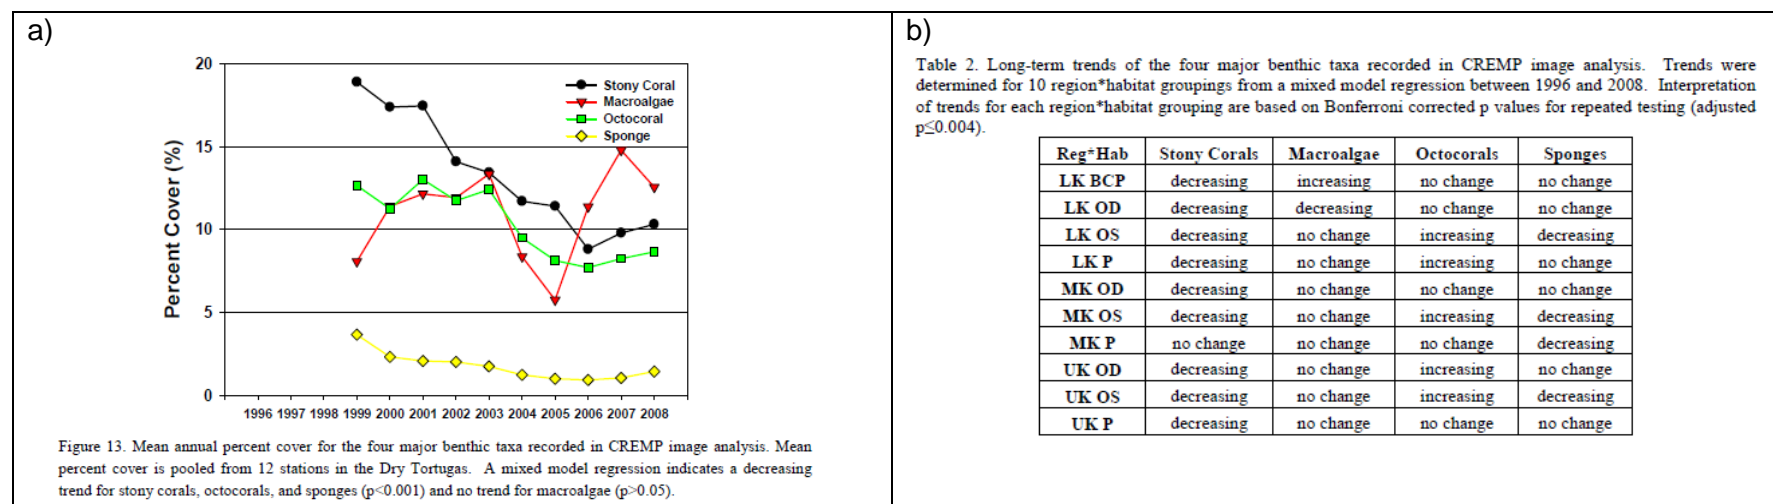 a)
20
15
10
5
0
Percent Cover (%)
Stony Coral
Macroalgae
Octocoral
Sponge
1996 1997 1998 1999 2000 2001 2002 2003 2004 2005 2006 2007 2008
Figure 13. Mean annual percent cover for the four major benthic taxa recorded in CREMP image analysis. Mean
percent cover is pooled from 12 stations in the Dry Tortugas. A mixed model regression indicates a decreasing
trend for stony corals, octocorals, and sponges (p<0.001) and no trend for macroalgae (p>0.05).
b)
Table 2. Long-term trends of the four major benthic taxa recorded in CREMP image analysis. Trends were
determined for 10 region*habitat groupings from a mixed model regression between 1996 and 2008. Interpretation
of trends for each region*habitat grouping are based on Bonferroni corrected p values for repeated testing (adjusted
p≤0.004).
Reg*Hab Stony Corals Macroalgae Octocorals Sponges
LK BCP decreasing increasing no change no change
LK OD decreasing decreasing no change no change
LK OS decreasing no change increasing decreasing
LK P decreasing no change increasing no change
MK OD decreasing no change no change no change
MK OS decreasing no change increasing decreasing
MK P no change no change no change decreasing
UK OD decreasing no change increasing no change
UK OS decreasing no change increasing decreasing
UK P decreasing no change no change no change